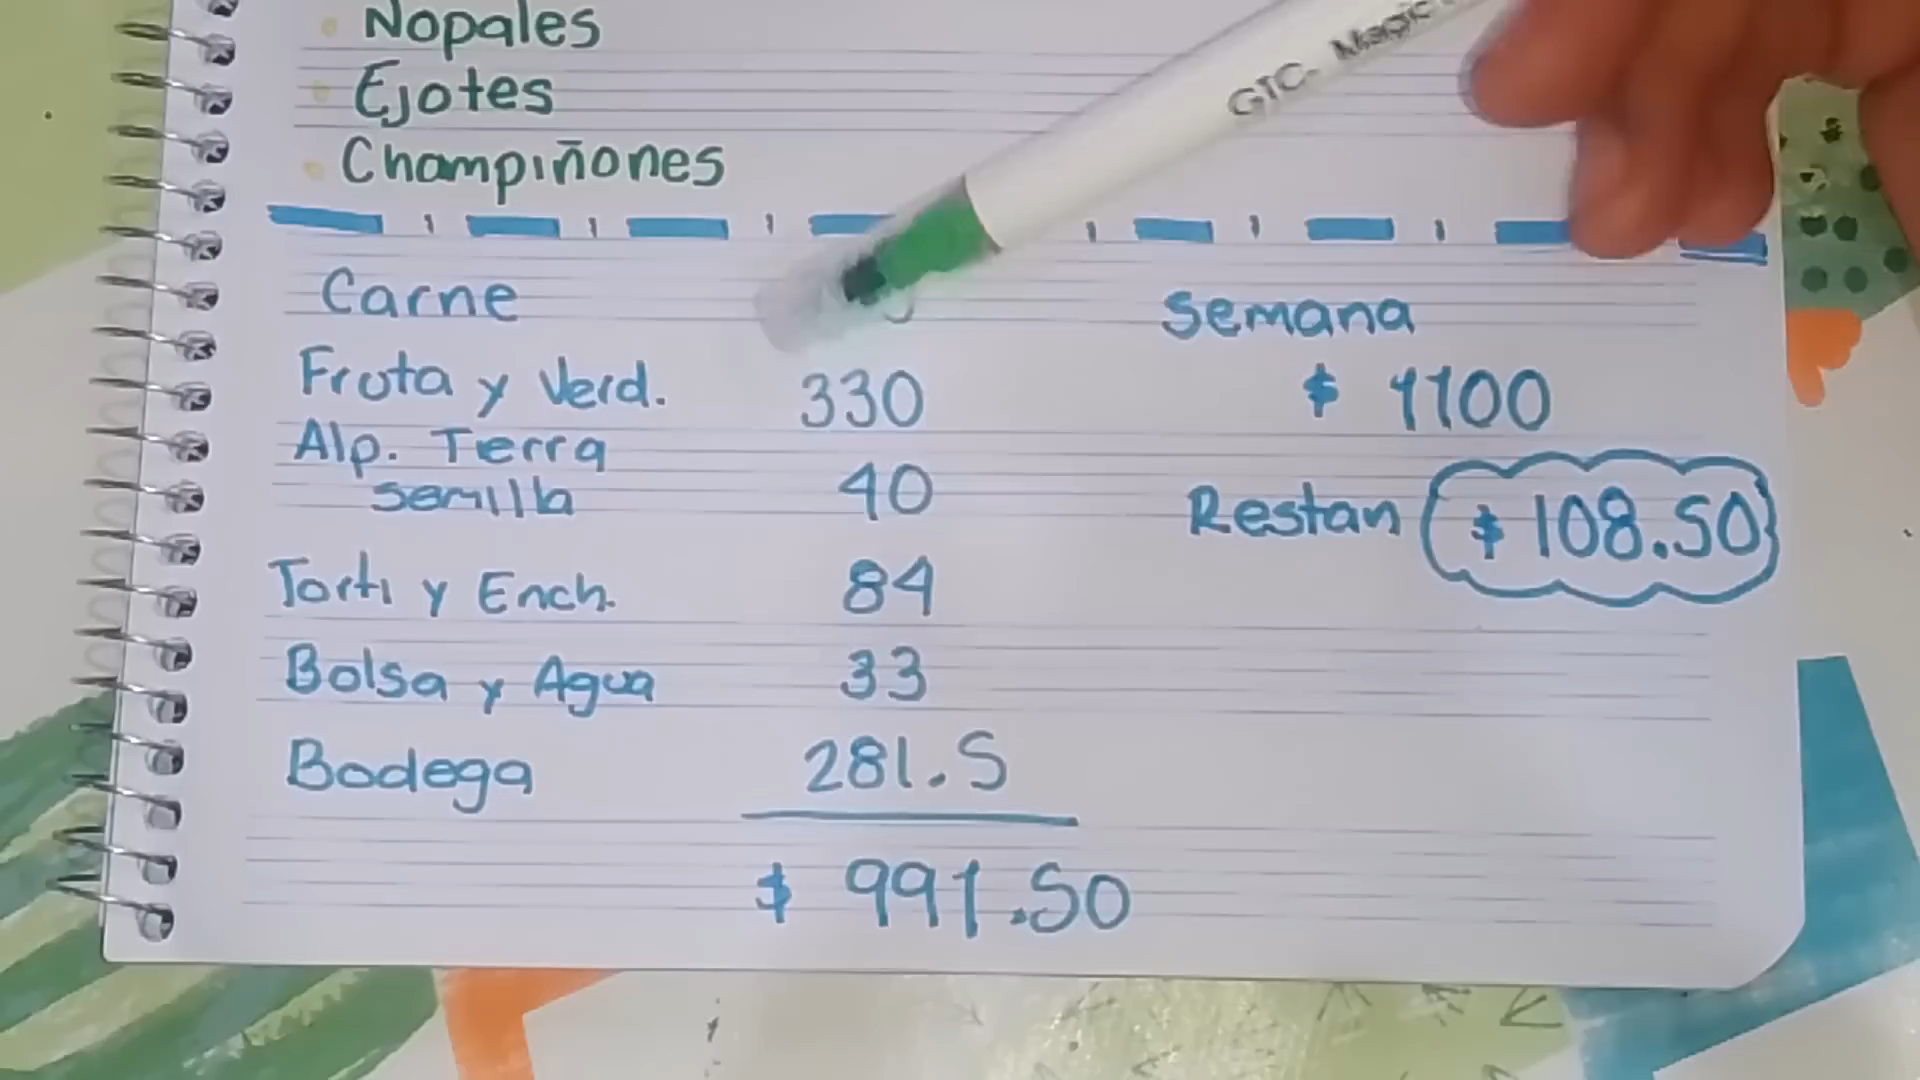 Nopales
Ejotes
Champiñones
GTC. Magic
Carne
Fruta y Verd. 330
Alp. Tierra
semilla 40
Torti y Ench. 84
Bolsa y Agua 33
Bodega 281.5
$ 991.50
Semana
$ 1100
Restan $ 108.50